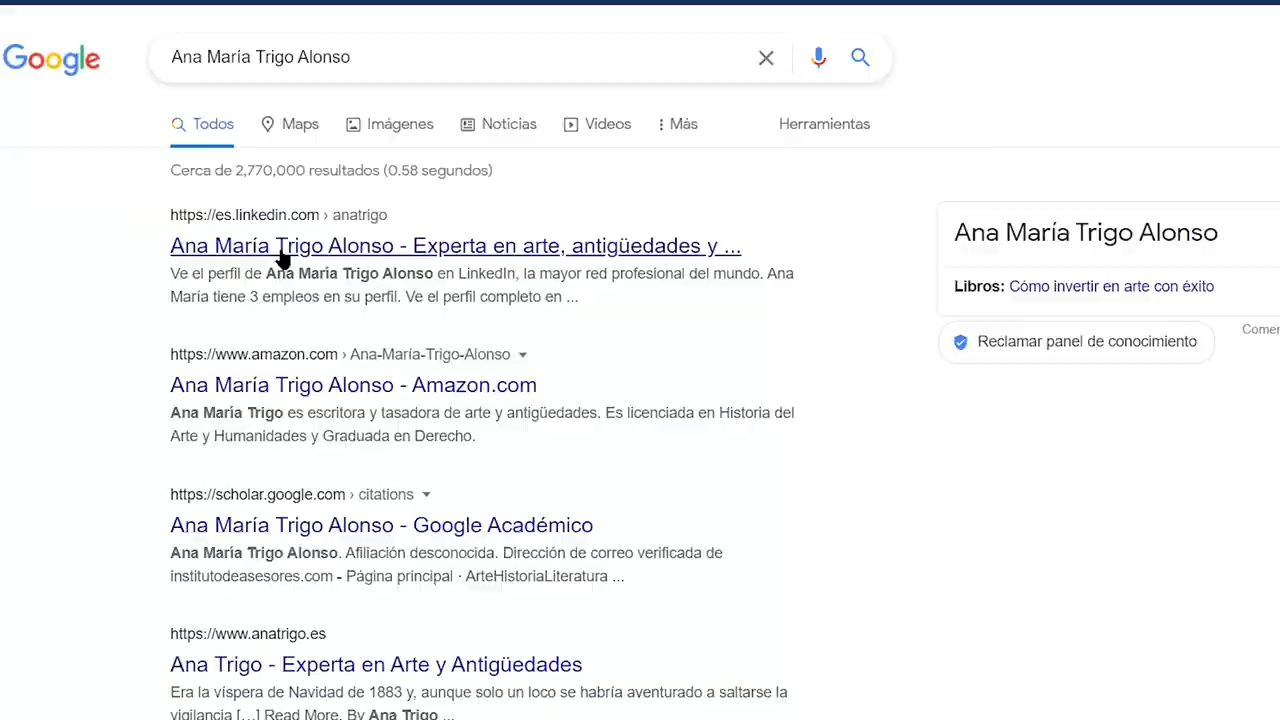 Google
Ana María Trigo Alonso
Todos Maps Imágenes Noticias Videos Más Herramientas
Cerca de 2,770,000 resultados (0.58 segundos)
https://es.linkedin.com › anatrigo
Ana María Trigo Alonso - Experta en arte, antigüedades y ...
Ve el perfil de Ana María Trigo Alonso en LinkedIn, la mayor red profesional del mundo. Ana
María tiene 3 empleos en su perfil. Ve el perfil completo en ...
https://www.amazon.com › Ana-María-Trigo-Alonso
Ana María Trigo Alonso - Amazon.com
Ana María Trigo es escritora y tasadora de arte y antigüedades. Es licenciada en Historia del
Arte y Humanidades y Graduada en Derecho.
https://scholar.google.com › citations
Ana María Trigo Alonso - Google Académico
Ana María Trigo Alonso. Afiliación desconocida. Dirección de correo verificada de
institutodeasesores.com - Página principal · ArteHistoriaLiteratura ...
https://www.anatrigo.es
Ana Trigo - Experta en Arte y Antigüedades
Era la víspera de Navidad de 1883 y, aunque solo un loco se habría aventurado a saltarse la
vigilancia [...] Read More. By Ana Trigo ...
Ana María Trigo Alonso
Libros: Cómo invertir en arte con éxito
Reclamar panel de conocimiento
Comer